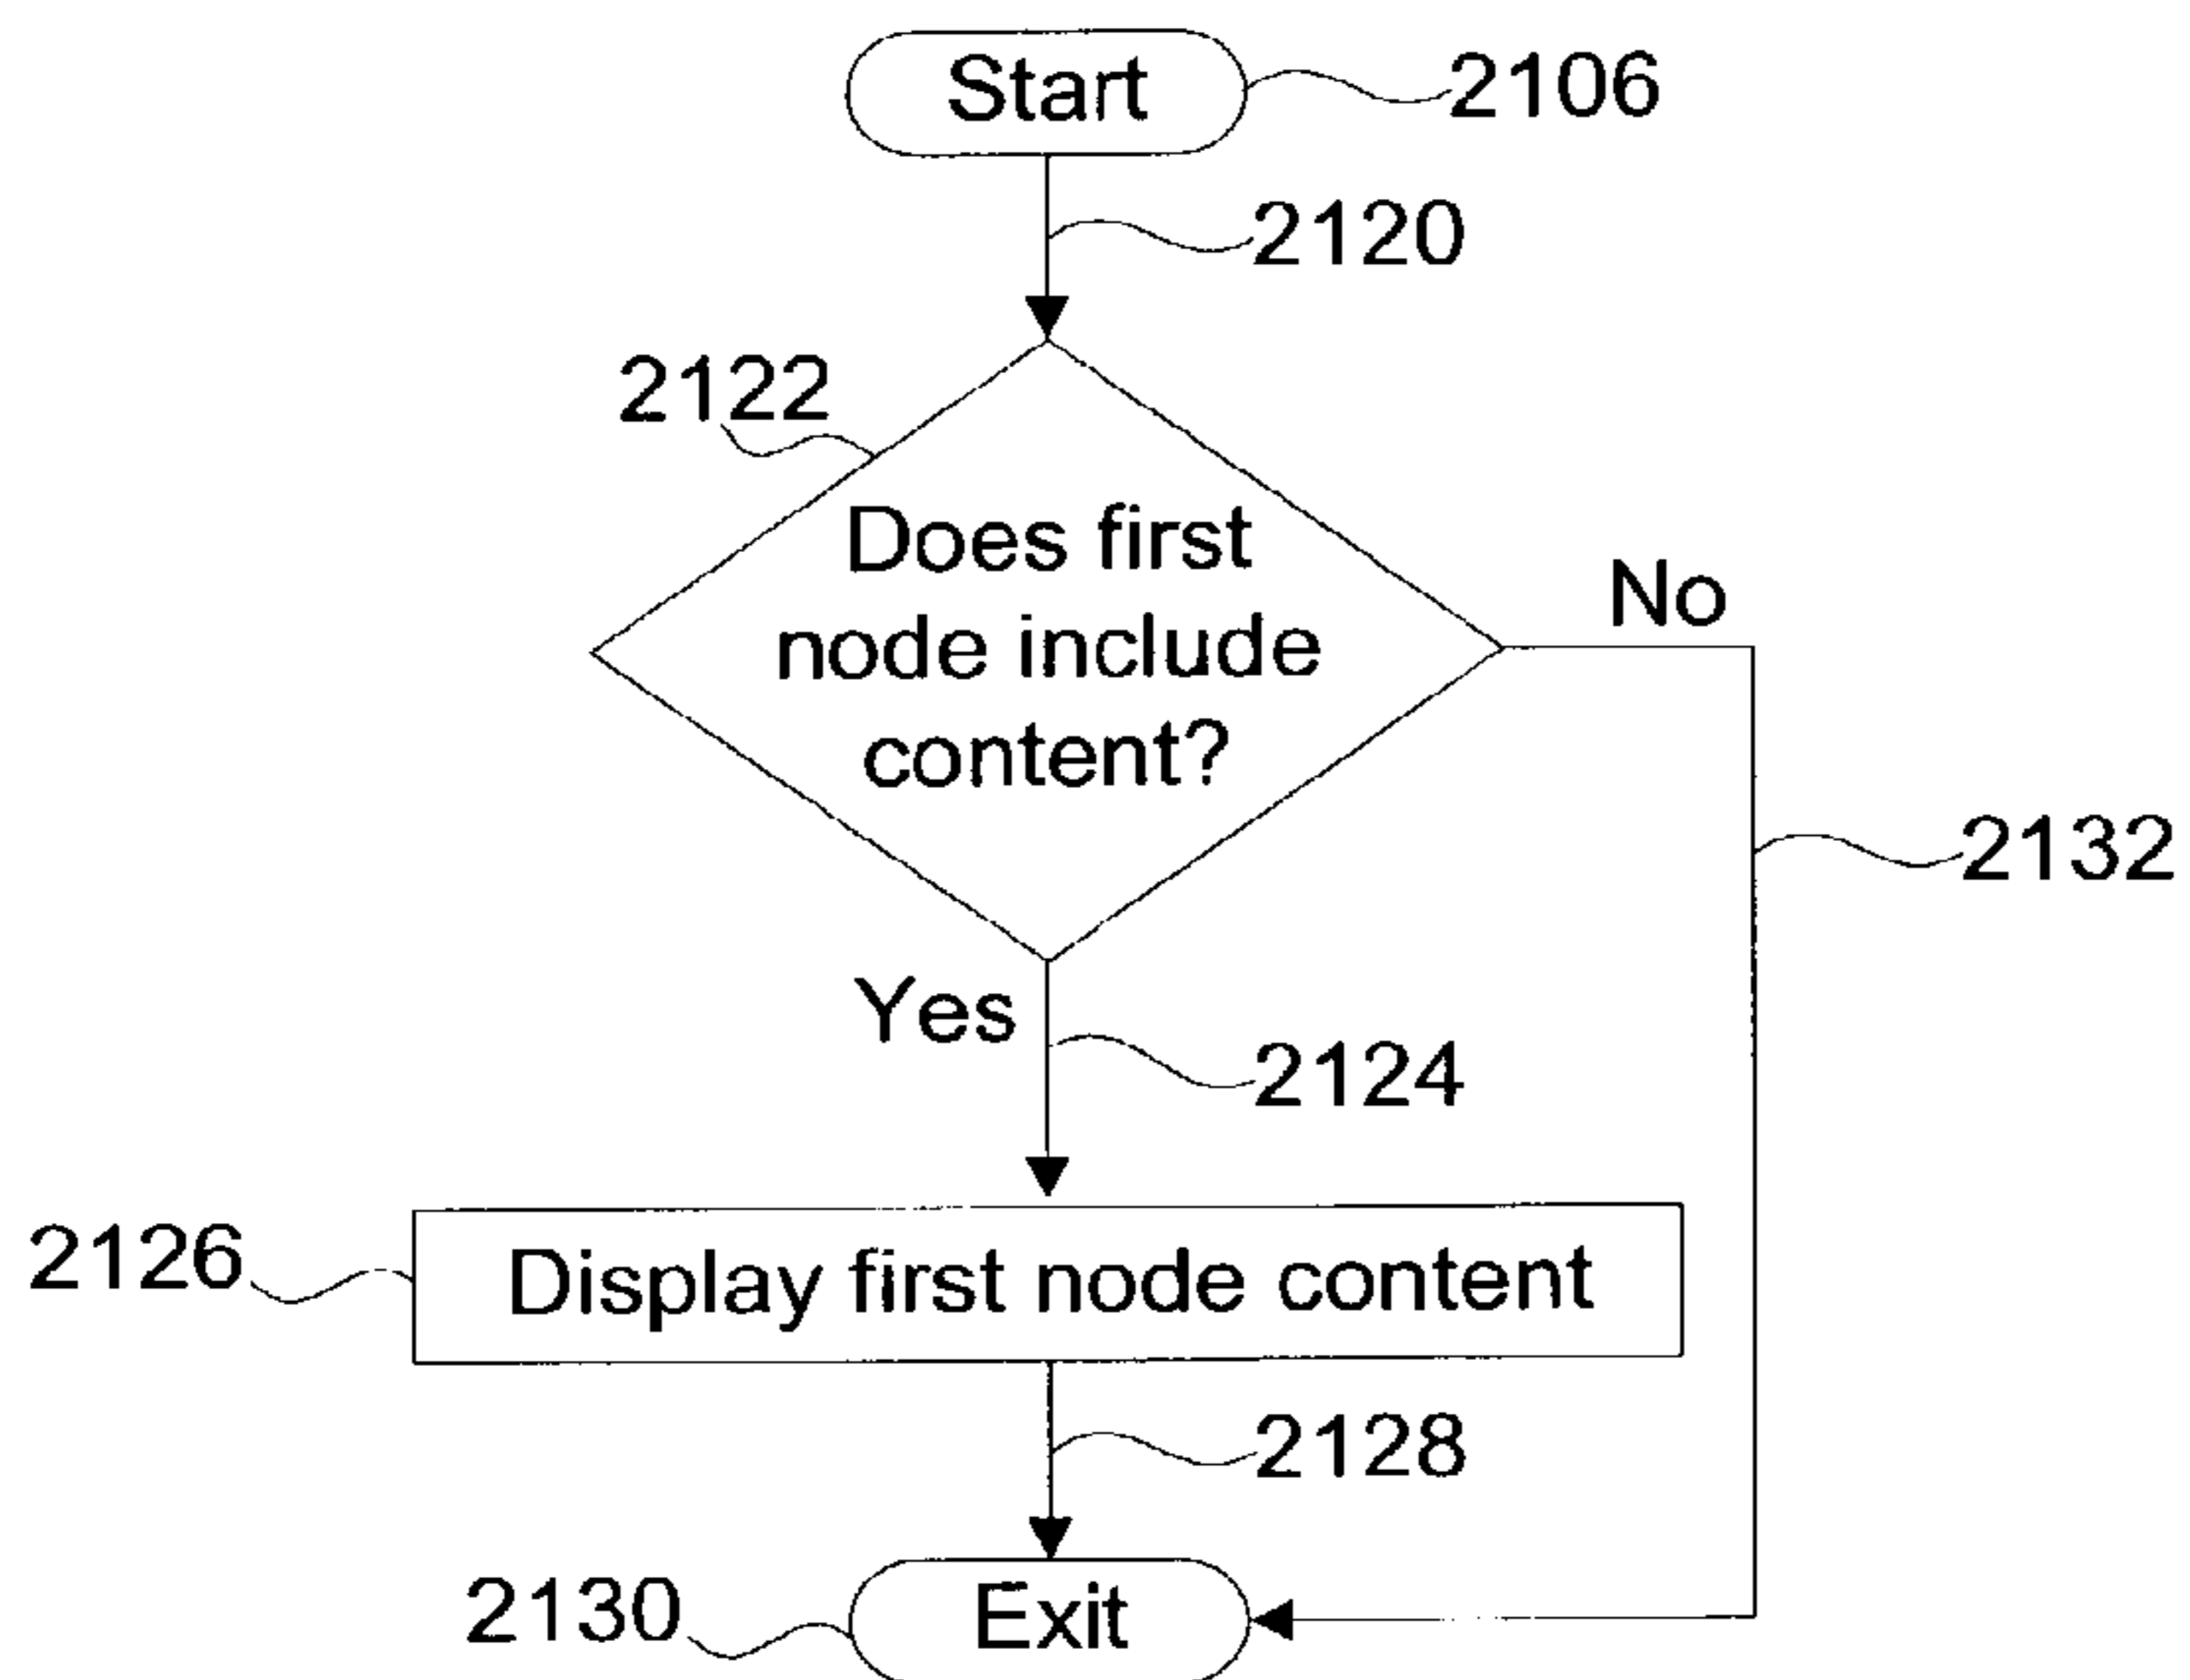 Start
2106
2120
2122
Does first
node include
content?
No
2132
Yes
2124
2126
Display first node content
2128
2130
Exit